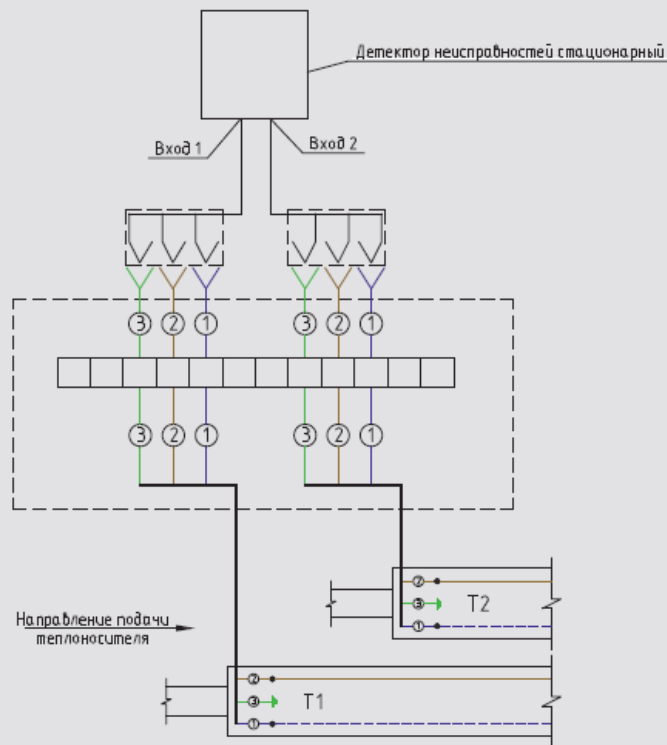 Детектор неисправностей стационарный
Вход 1
Вход 2
3 2 1 3 2 1
3 2 1 3 2 1
2
3 T2
1
Направление подачи
теплоносителя
2
3 T1
1